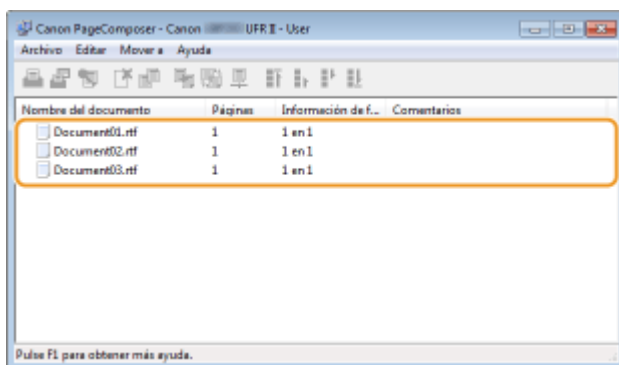 Canon PageComposer - Canon UFR II - User
Archivo Editar Mover a Ayuda
Nombre del documento Páginas Información de f... Comentarios
Document01.rtf 1 1 en 1
Document02.rtf 1 1 en 1
Document03.rtf 1 1 en 1
Pulse F1 para obtener más ayuda.